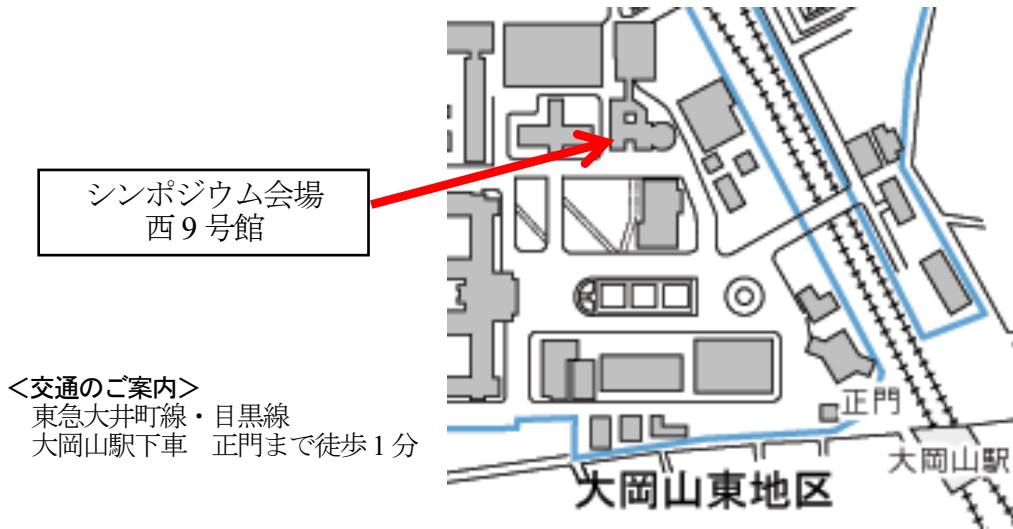 シンポジウム会場
西9号館
＜交通のご案内＞
東急大井町線・目黒線
大岡山駅下車　正門まで徒歩1分
正門
大岡山駅
大岡山東地区